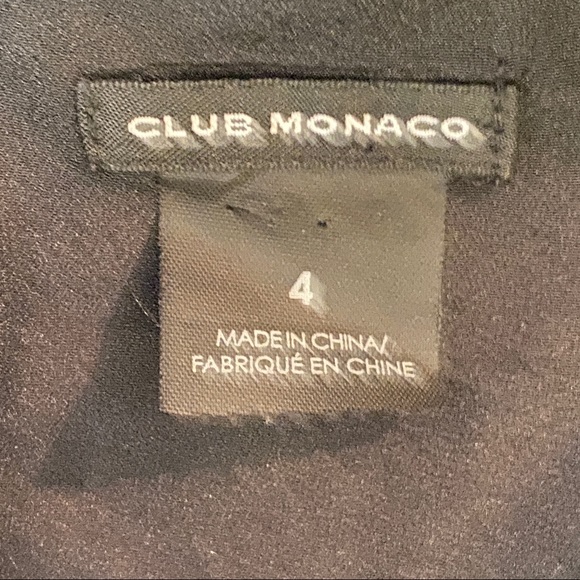 CLUB MONACO
4
MADE IN CHINA/
FABRIQUÉ EN CHINE